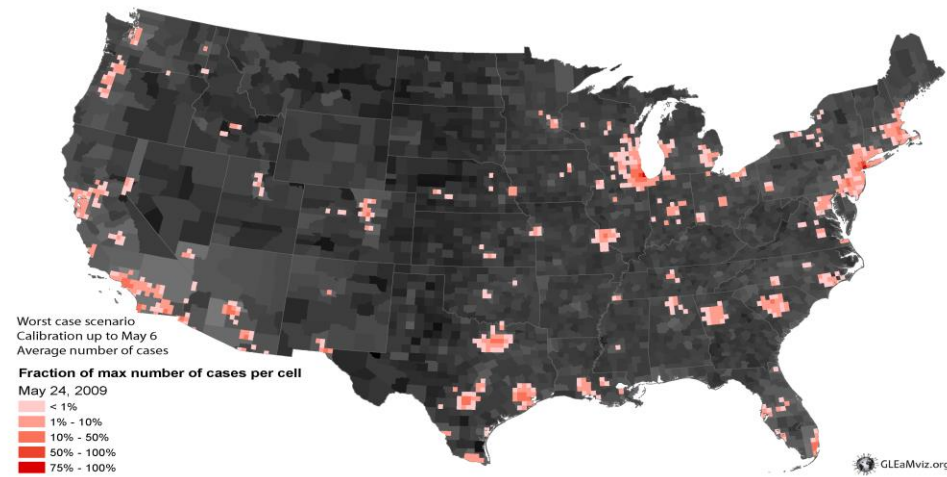 Worst case scenario
Calibration up to May 6
Average number of cases
Fraction of max number of cases per cell
May 24, 2009
< 1%
1% - 10%
10% - 50%
50% - 100%
75% - 100%
GLEaMviz.org